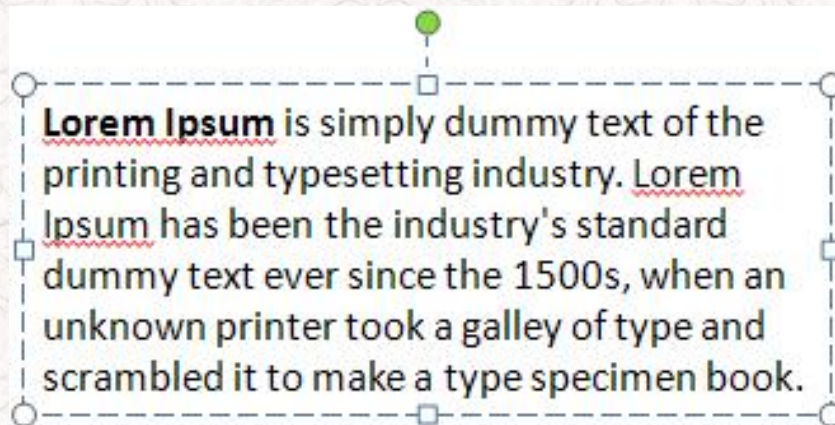 Lorem Ipsum is simply dummy text of the
printing and typesetting industry. Lorem
Ipsum has been the industry's standard
dummy text ever since the 1500s, when an
unknown printer took a galley of type and
scrambled it to make a type specimen book.